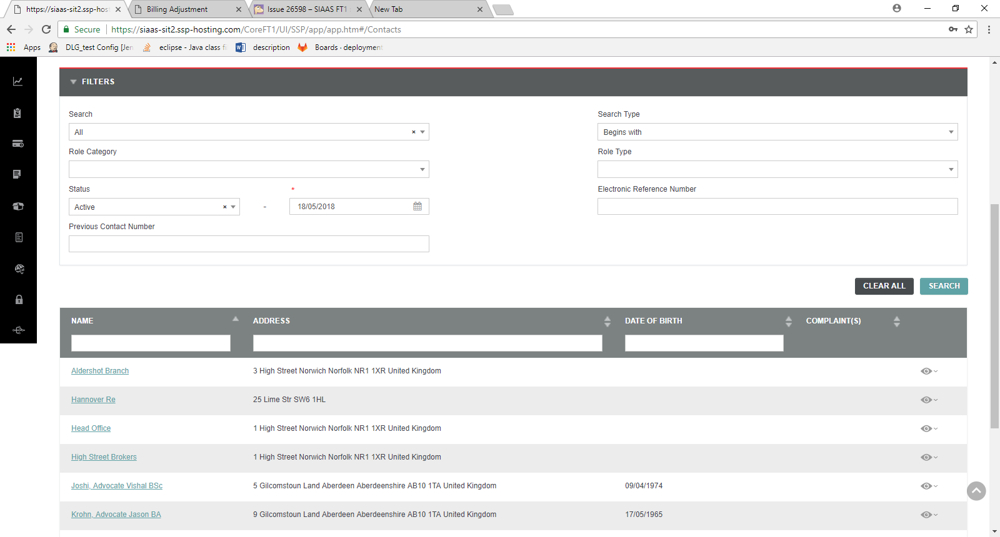 https://siaas-sit2.ssp-host
Billing Adjustment
Issue 26598 – SIAAS FT1
New Tab
Secure
https://siaas-sit2.ssp-hosting.com/CoreFT1/UI/SSP/app/app.htm#/Contacts
Apps
DLG_test Config [Jen
eclipse - Java class fi
description
Boards · deployment
FILTERS
Search
Search Type
All
Begins with
Role Category
Role Type
Status
*
Electronic Reference Number
Active
-
18/05/2018
Previous Contact Number
CLEAR ALL
SEARCH
NAME
ADDRESS
DATE OF BIRTH
COMPLAINT(S)
Aldershot Branch
3 High Street Norwich Norfolk NR1 1XR United Kingdom
Hannover Re
25 Lime Str SW6 1HL
Head Office
1 High Street Norwich Norfolk NR1 1XR United Kingdom
High Street Brokers
1 High Street Norwich Norfolk NR1 1XR United Kingdom
Joshi, Advocate Vishal BSc
5 Gilcomstoun Land Aberdeen Aberdeenshire AB10 1TA United Kingdom
09/04/1974
Krohn, Advocate Jason BA
9 Gilcomstoun Land Aberdeen Aberdeenshire AB10 1TA United Kingdom
17/05/1965